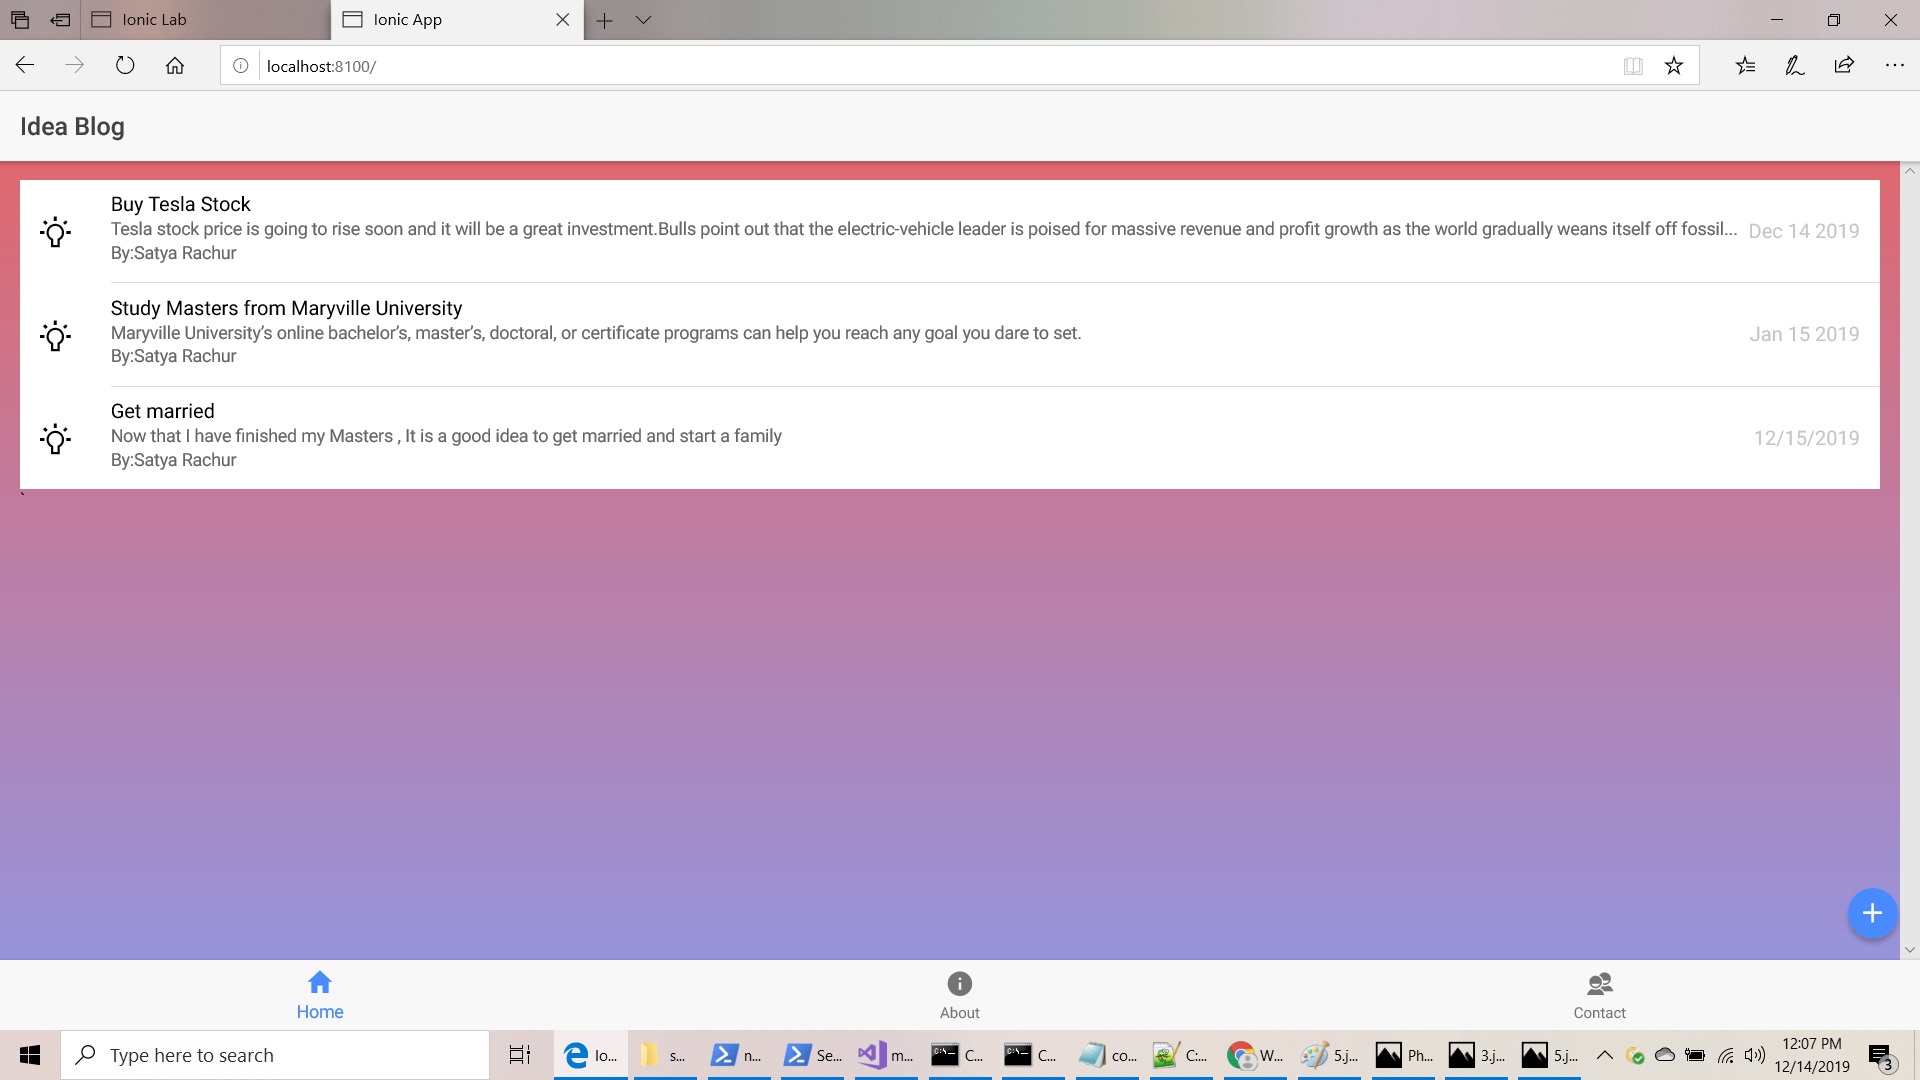 Ionic Lab
Ionic App
localhost:8100/
Idea Blog
Buy Tesla Stock
Tesla stock price is going to rise soon and it will be a great investment.Bulls point out that the electric-vehicle leader is poised for massive revenue and profit growth as the world gradually weans itself off fossil...
Dec 14 2019
By:Satya Rachur
Study Masters from Maryville University
Maryville University’s online bachelor’s, master’s, doctoral, or certificate programs can help you reach any goal you dare to set.
Jan 15 2019
By:Satya Rachur
Get married
Now that I have finished my Masters , It is a good idea to get married and start a family
12/15/2019
By:Satya Rachur
`
Home
About
Contact
Type here to search
Io...
s...
n...
Se...
m...
C...
C...
co...
C:...
W...
5.j...
Ph...
3.j...
5.j...
12:07 PM
12/14/2019
3